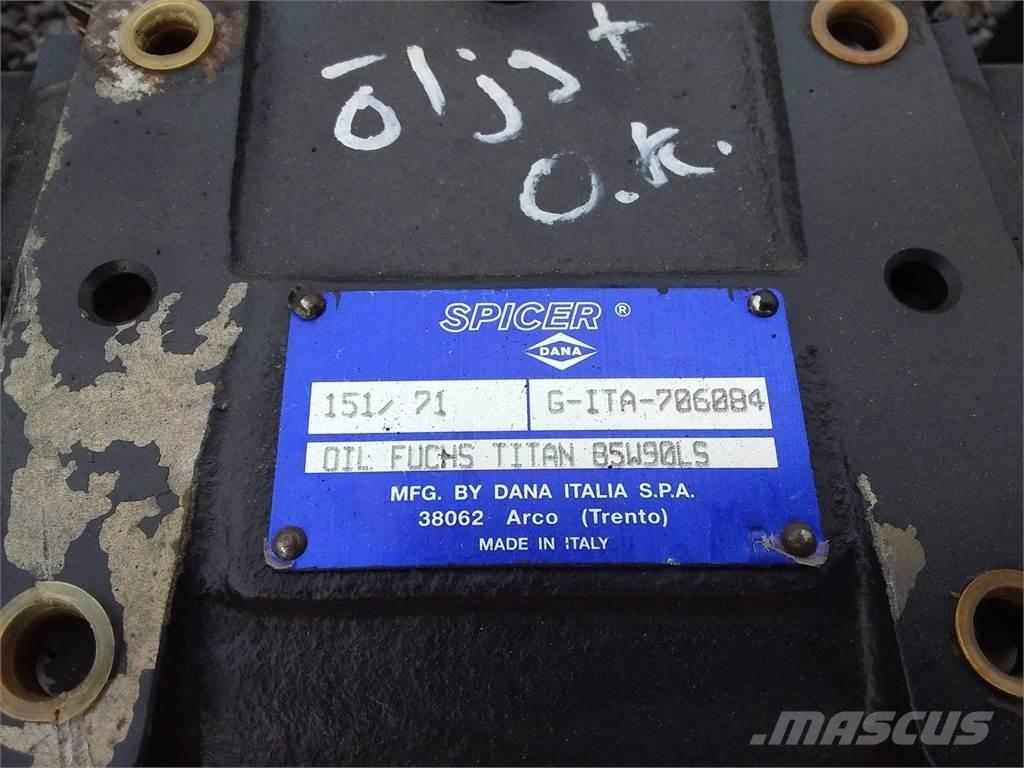 öljyt
O.K.
SPICER ®
DANA
151/ 71
G-ITA-706084
OIL FUCHS TITAN 85W90LS
MFG. BY DANA ITALIA S.P.A.
38062 Arco (Trento)
MADE IN ITALY
MASCUS